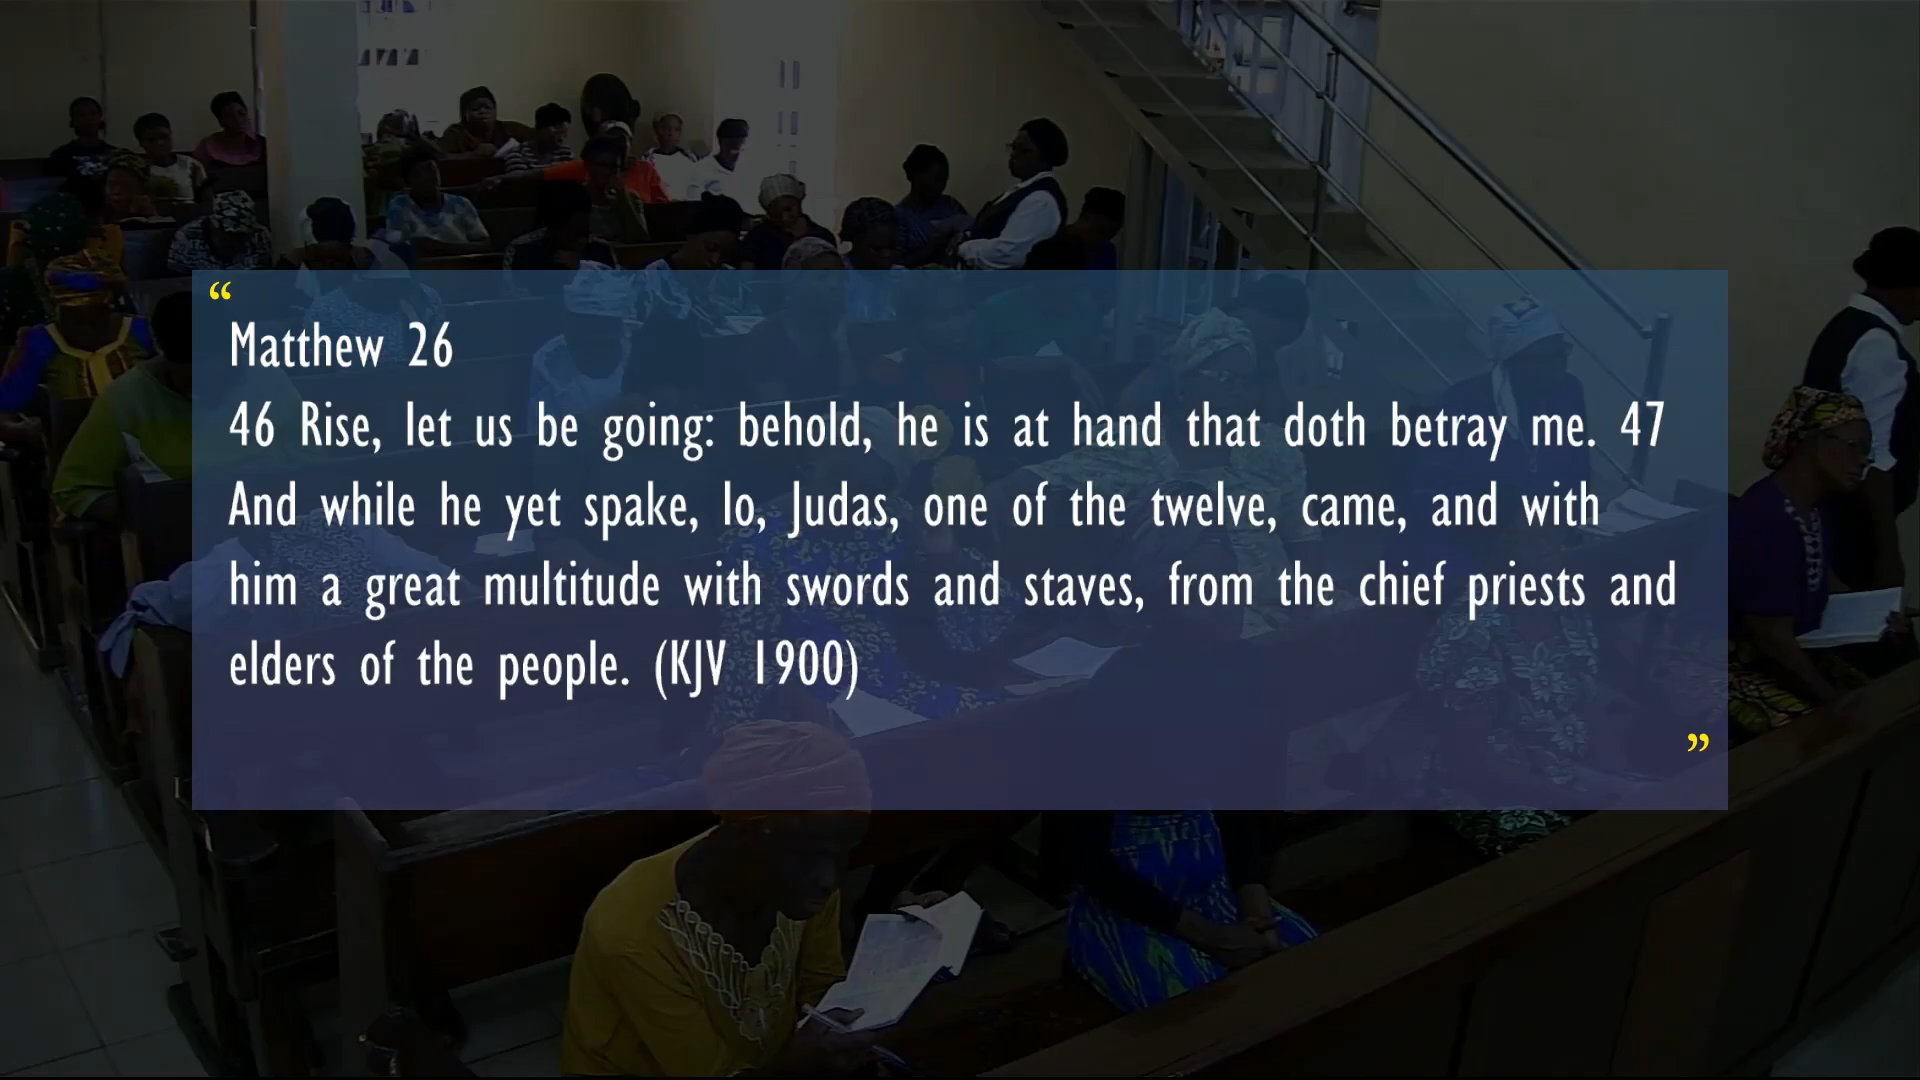 “
Matthew 26
46 Rise, let us be going: behold, he is at hand that doth betray me. 47
And while he yet spake, lo, Judas, one of the twelve, came, and with
him a great multitude with swords and staves, from the chief priests and
elders of the people. (KJV 1900)
”